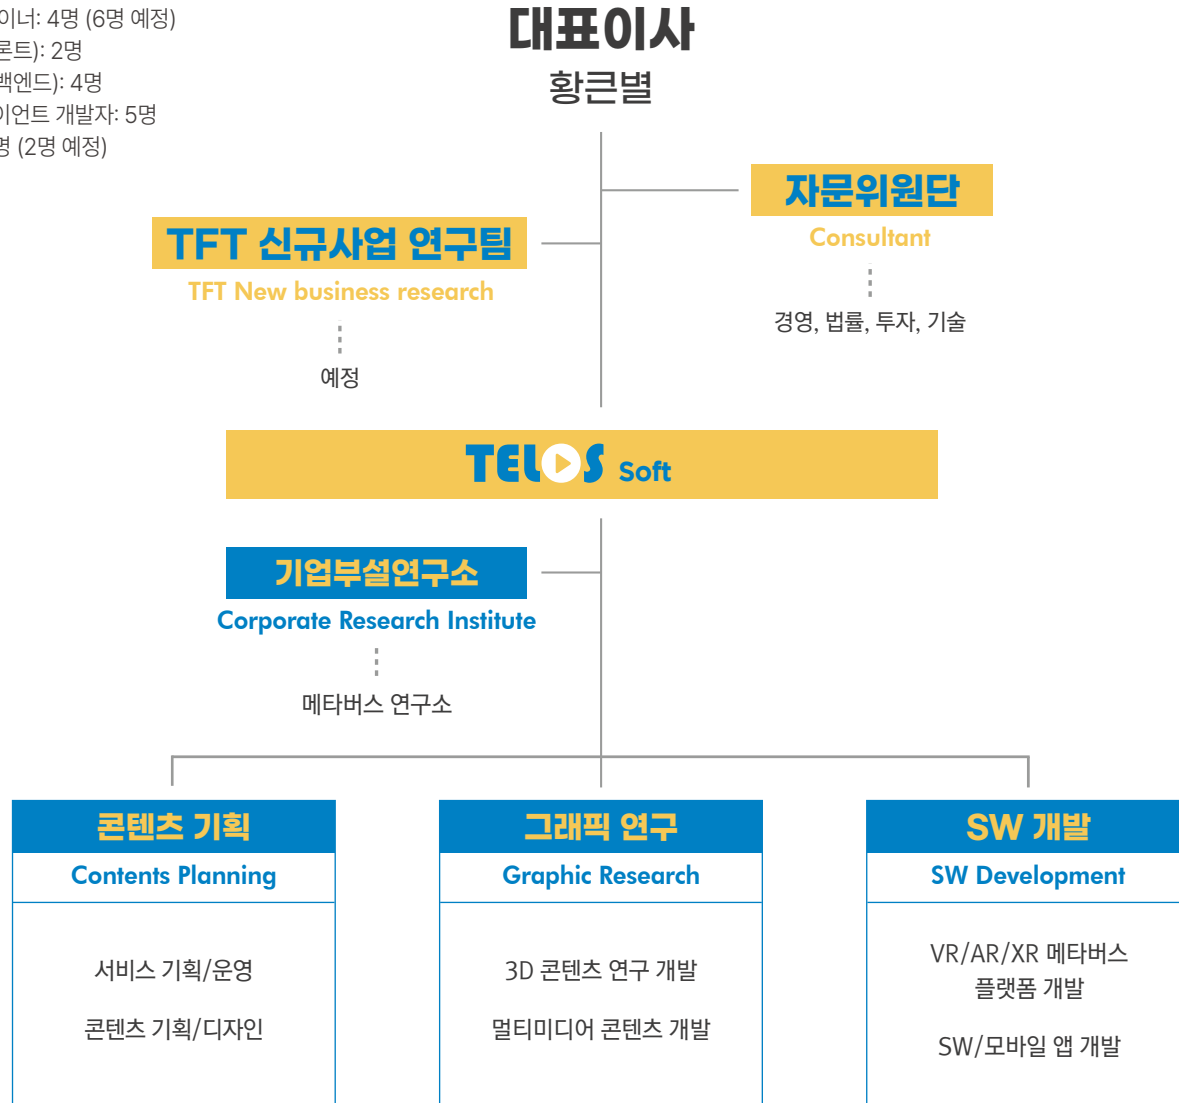 이너: 4명 (6명 예정)
론트): 2명
백엔드): 4명
이언트 개발자: 5명
명 (2명 예정)
대표이사
황큰별
자문위원단
Consultant
경영, 법률, 투자, 기술
TFT 신규사업 연구팀
TFT New business research
예정
TELOS Soft
기업부설연구소
Corporate Research Institute
메타버스 연구소
콘텐츠 기획
Contents Planning
서비스 기획/운영
콘텐츠 기획/디자인
그래픽 연구
Graphic Research
3D 콘텐츠 연구 개발
멀티미디어 콘텐츠 개발
SW 개발
SW Development
VR/AR/XR 메타버스
플랫폼 개발
SW/모바일 앱 개발